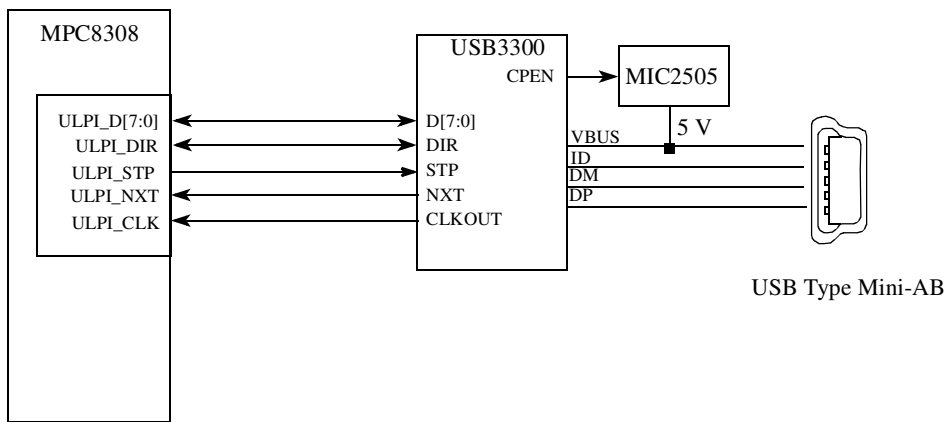 MPC8308
USB3300
CPEN
MIC2505
ULPI_D[7:0]
D[7:0]
5 V
ULPI_DIR
DIR
VBUS
ULPI_STP
STP
ID
ULPI_NXT
NXT
DM
ULPI_CLK
CLKOUT
DP
USB Type Mini-AB